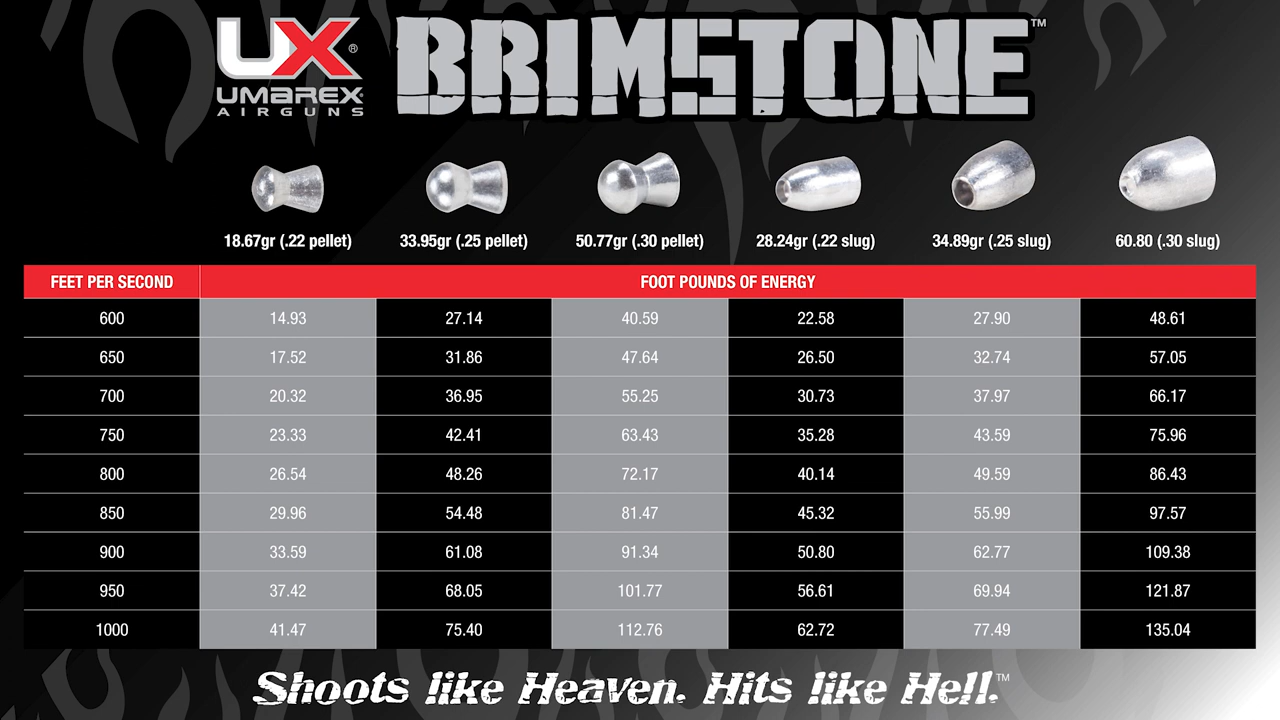 UX®
UMAREX®
AIRGUNS
BRIMSTONE™
18.67gr (.22 pellet) 33.95gr (.25 pellet) 50.77gr (.30 pellet) 28.24gr (.22 slug) 34.89gr (.25 slug) 60.80 (.30 slug)
FEET PER SECOND FOOT POUNDS OF ENERGY
600 14.93 27.14 40.59 22.58 27.90 48.61
650 17.52 31.86 47.64 26.50 32.74 57.05
700 20.32 36.95 55.25 30.73 37.97 66.17
750 23.33 42.41 63.43 35.28 43.59 75.96
800 26.54 48.26 72.17 40.14 49.59 86.43
850 29.96 54.48 81.47 45.32 55.99 97.57
900 33.59 61.08 91.34 50.80 62.77 109.38
950 37.42 68.05 101.77 56.61 69.94 121.87
1000 41.47 75.40 112.76 62.72 77.49 135.04
Shoots like Heaven. Hits like Hell.™